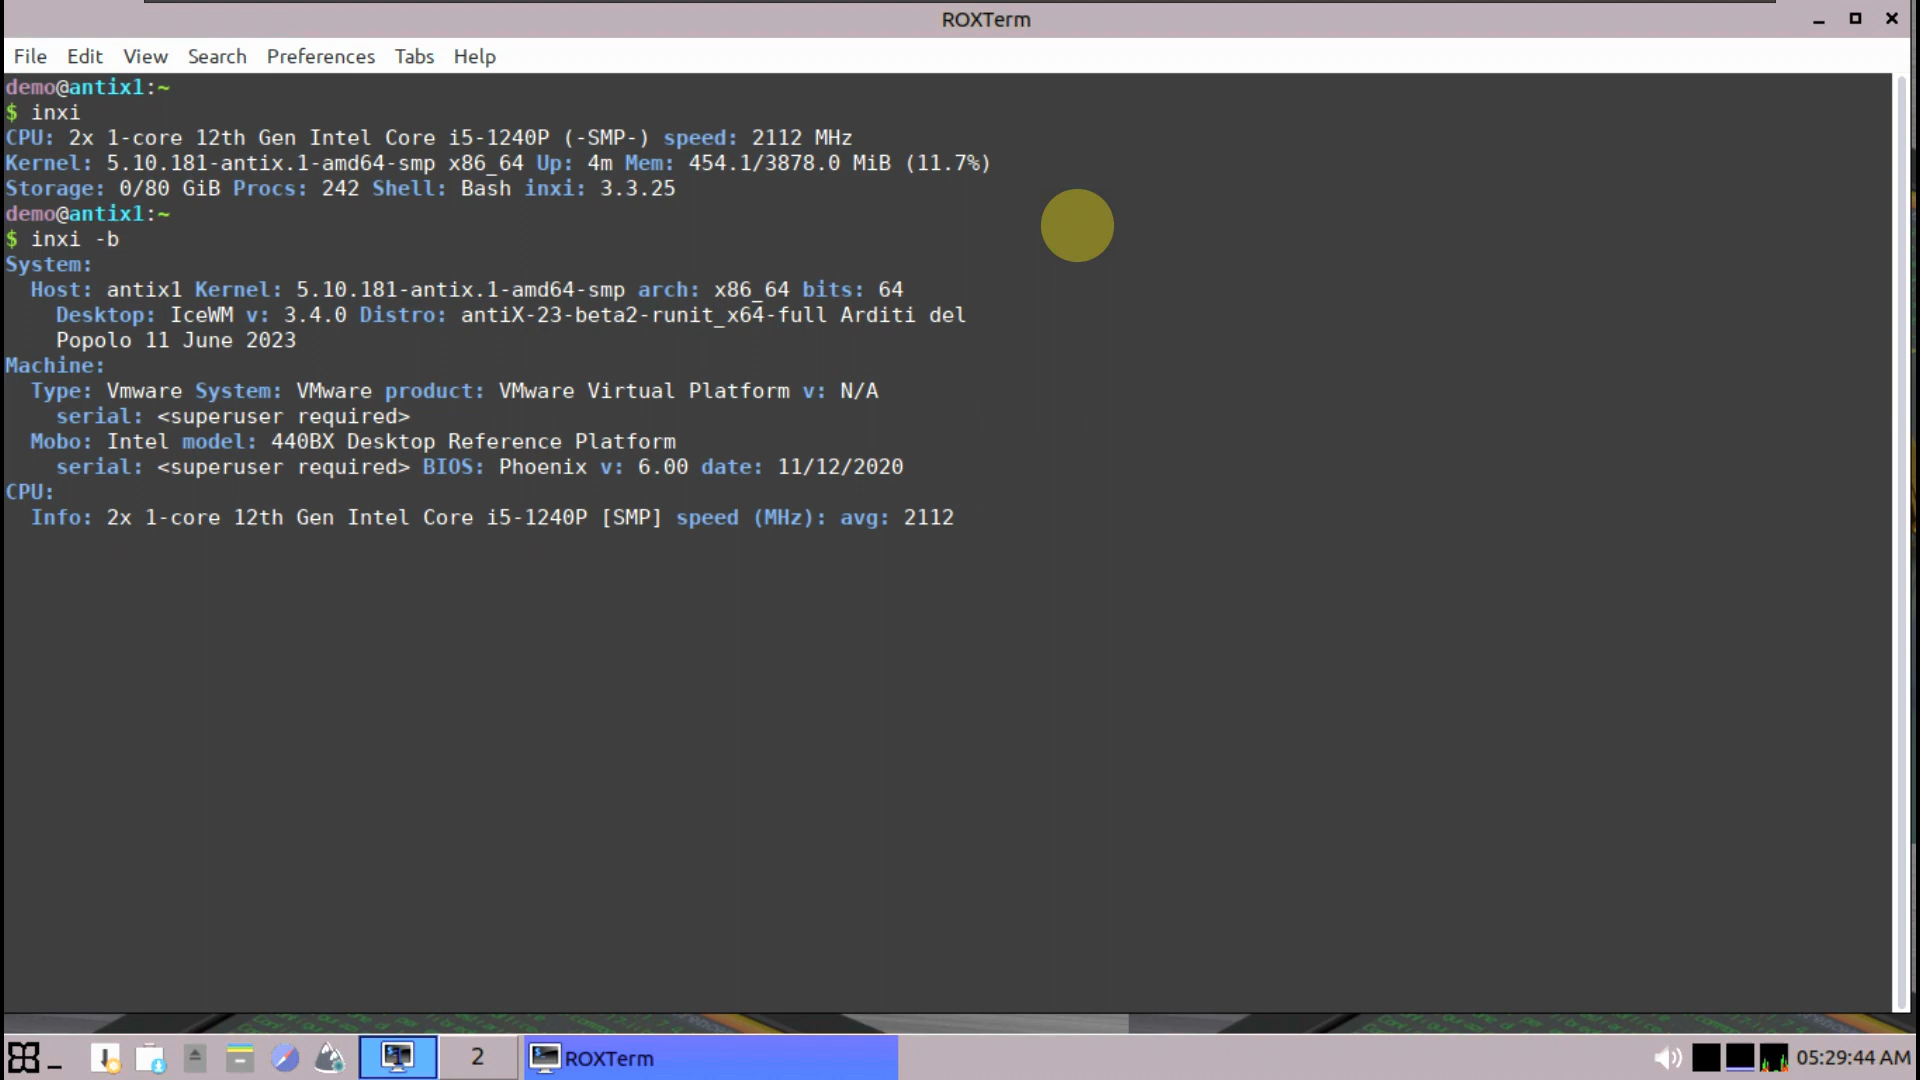 ROXTerm
File Edit View Search Preferences Tabs Help
demo@antix1:~
$ inxi
CPU: 2x 1-core 12th Gen Intel Core i5-1240P (-SMP-) speed: 2112 MHz
Kernel: 5.10.181-antix.1-amd64-smp x86_64 Up: 4m Mem: 454.1/3878.0 MiB (11.7%)
Storage: 0/80 GiB Procs: 242 Shell: Bash inxi: 3.3.25
demo@antix1:~
$ inxi -b
System:
  Host: antix1 Kernel: 5.10.181-antix.1-amd64-smp arch: x86_64 bits: 64
    Desktop: IceWM v: 3.4.0 Distro: antiX-23-beta2-runit_x64-full Arditi del
    Popolo 11 June 2023
Machine:
  Type: Vmware System: VMware product: VMware Virtual Platform v: N/A
    serial: <superuser required>
  Mobo: Intel model: 440BX Desktop Reference Platform
    serial: <superuser required> BIOS: Phoenix v: 6.00 date: 11/12/2020
CPU:
  Info: 2x 1-core 12th Gen Intel Core i5-1240P [SMP] speed (MHz): avg: 2112
1 2 ROXTerm 05:29:44 AM